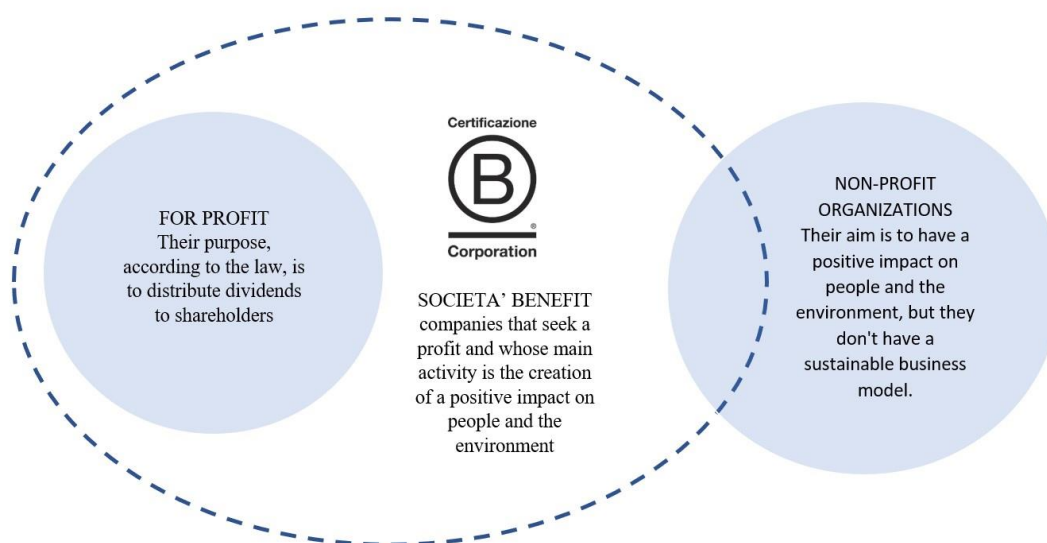 FOR PROFIT
Their purpose,
according to the law, is
to distribute dividends
to shareholders
Certificazione
B
®
Corporation
SOCIETA’ BENEFIT
companies that seek a
profit and whose main
activity is the creation
of a positive impact on
people and the
environment
NON-PROFIT
ORGANIZATIONS
Their aim is to have a
positive impact on
people and the
environment, but they
don't have a
sustainable business
model.